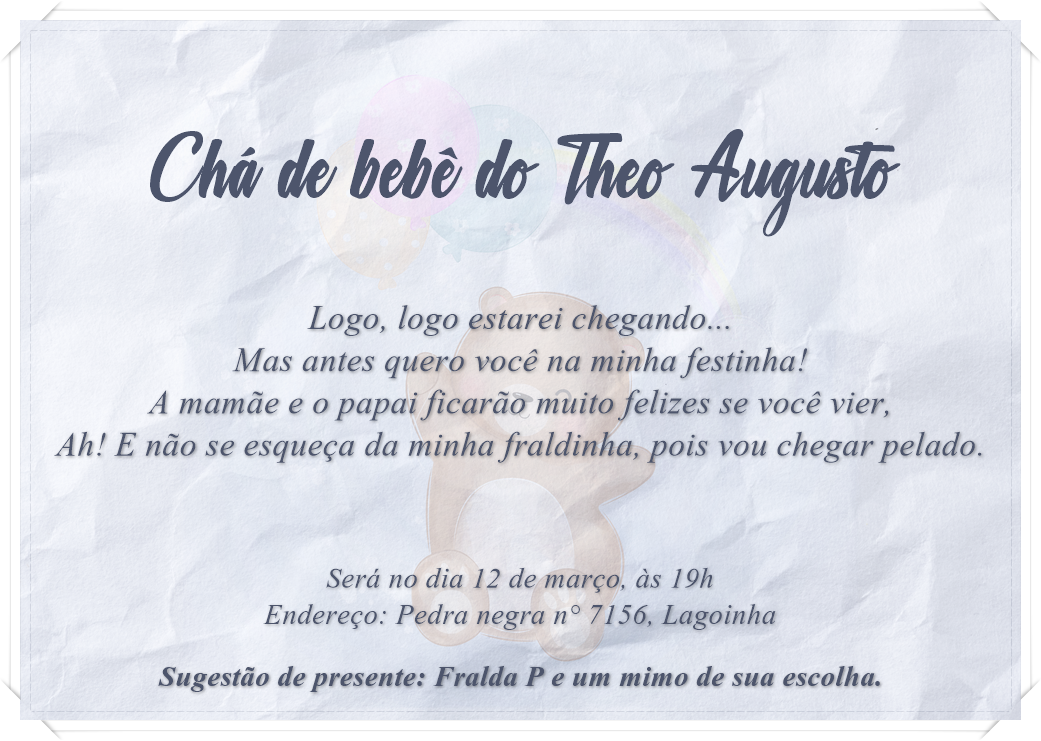 Chá de bebê do Theo Augusto
Logo, logo estarei chegando...
Mas antes quero você na minha festinha!
A mamãe e o papai ficarão muito felizes se você vier,
Ah! E não se esqueça da minha fraldinha, pois vou chegar pelado.
Será no dia 12 de março, às 19h
Endereço: Pedra negra n° 7156, Lagoinha
Sugestão de presente: Fralda P e um mimo de sua escolha.